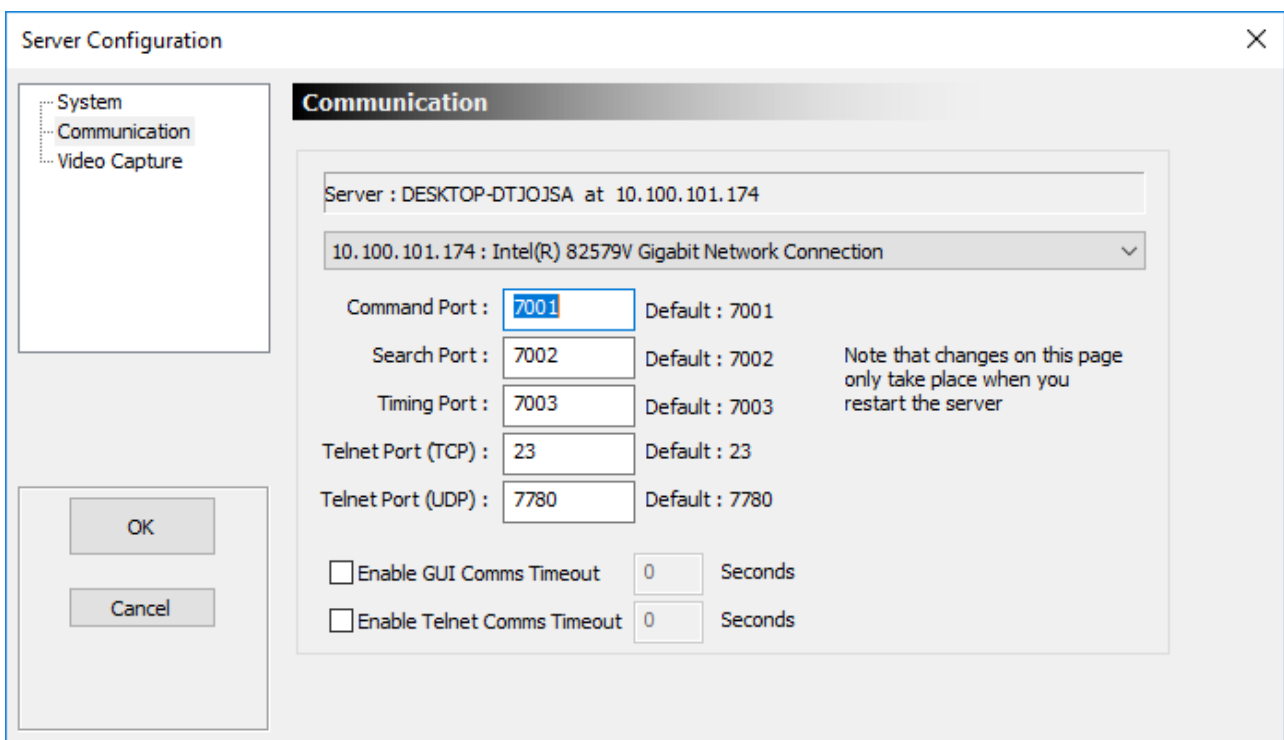 Server Configuration
System
Communication
Video Capture
Communication
Server : DESKTOP-DTJOJSA at 10.100.101.174
10.100.101.174 : Intel(R) 82579V Gigabit Network Connection
Command Port : 7001 Default : 7001
Search Port : 7002 Default : 7002
Timing Port : 7003 Default : 7003
Telnet Port (TCP) : 23 Default : 23
Telnet Port (UDP) : 7780 Default : 7780
Note that changes on this page
only take place when you
restart the server
Enable GUI Comms Timeout 0 Seconds
Enable Telnet Comms Timeout 0 Seconds
OK
Cancel